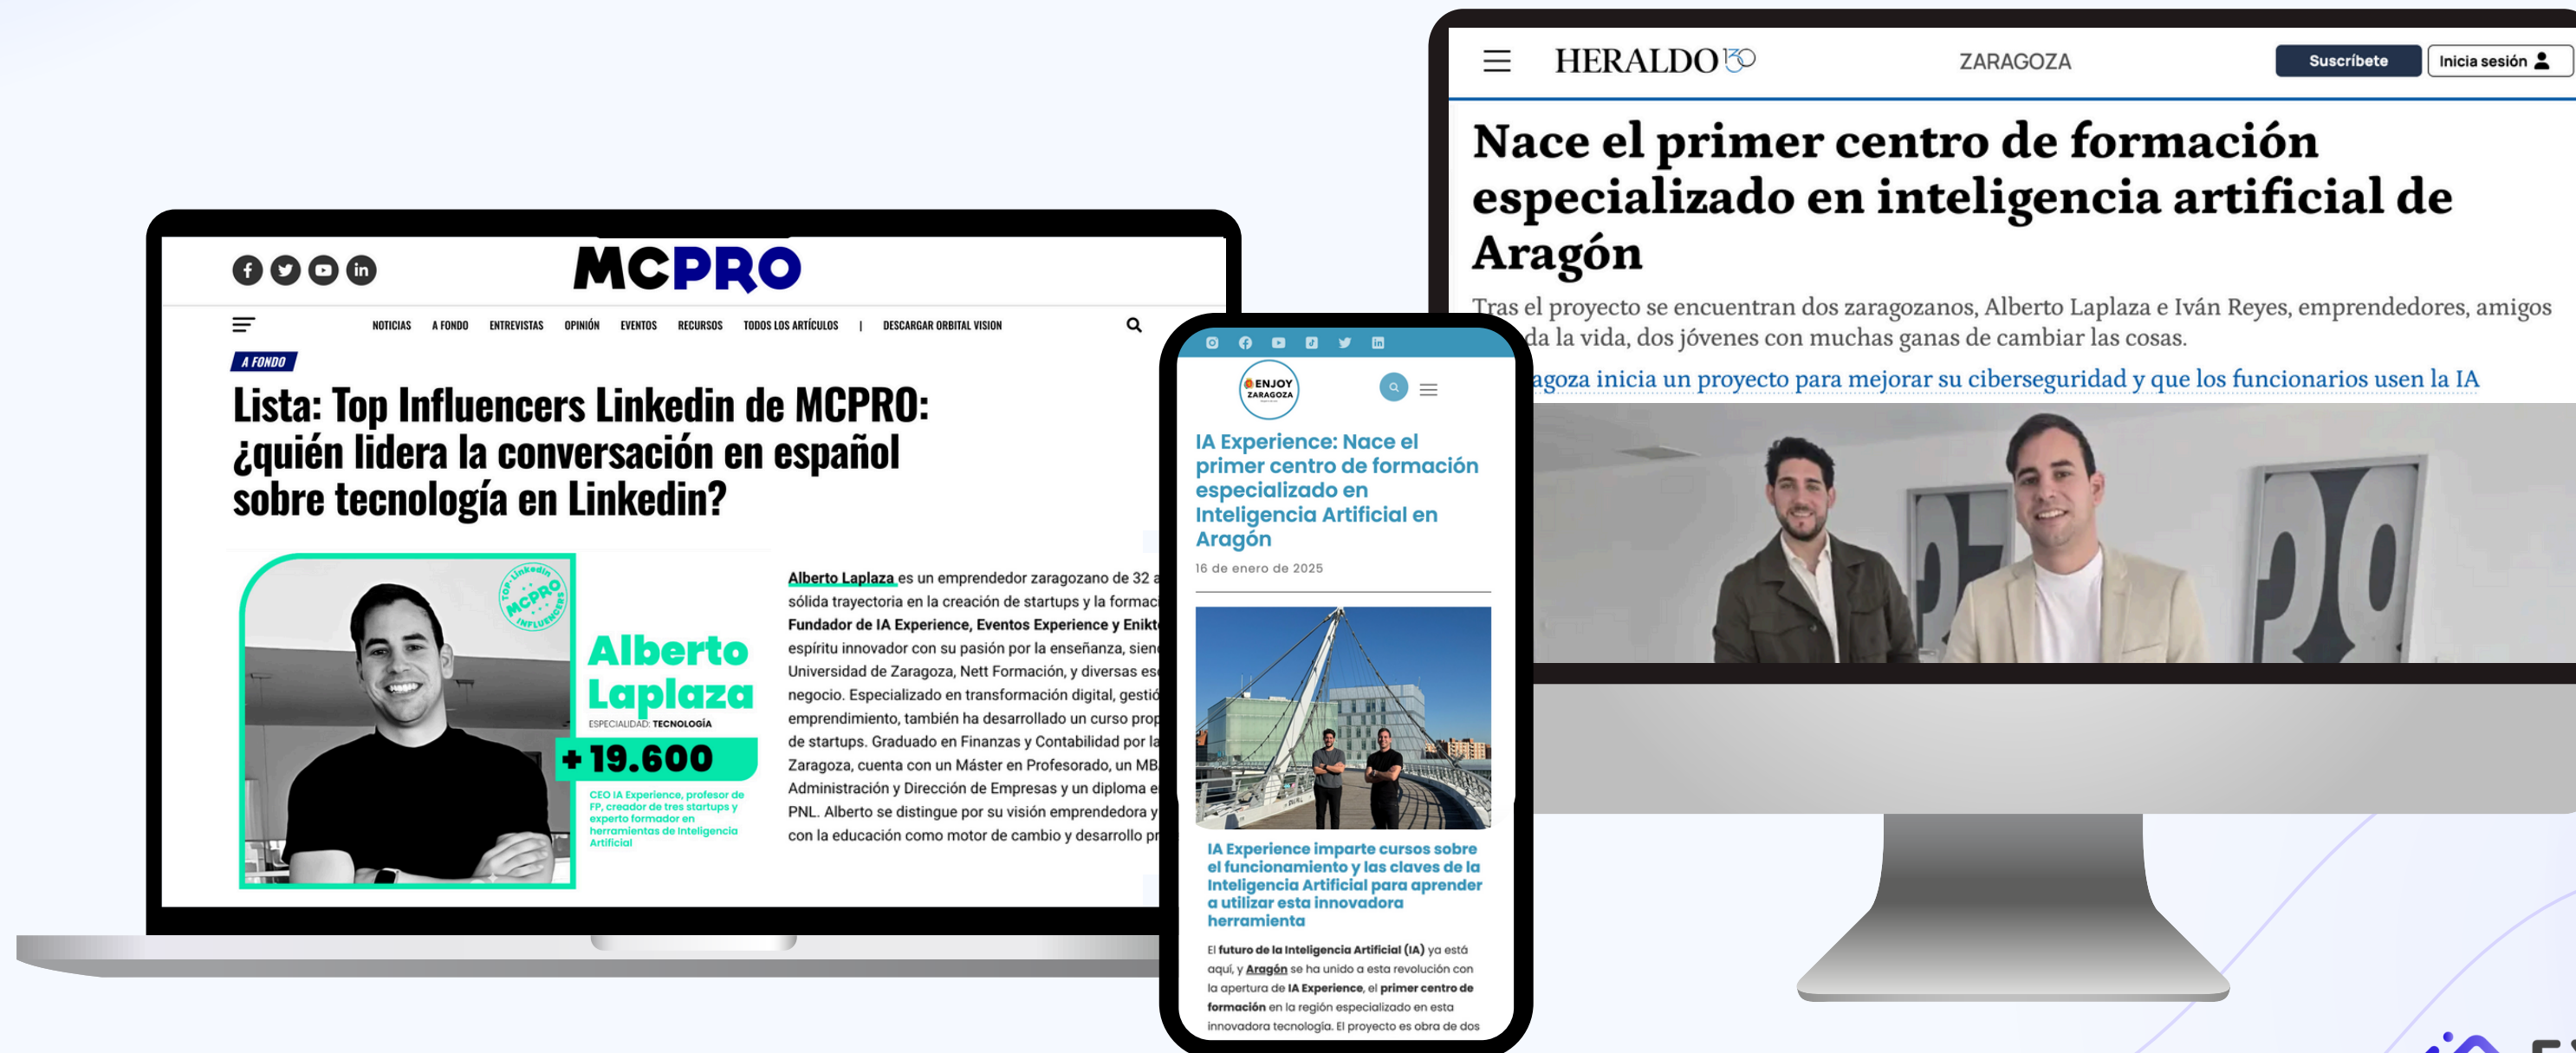 MCPRO
NOTICIAS A FONDO ENTREVISTAS OPINIÓN EVENTOS RECURSOS TODOS LOS ARTÍCULOS | DESCARGAR ORBITAL VISION
A FONDO
Lista: Top Influencers Linkedin de MCPRO:
¿quién lidera la conversación en español
sobre tecnología en Linkedin?
TOP Linkedin
MCPRO
INFLUENCERS
Alberto
Laplaza
ESPECIALIDAD: TECNOLOGÍA
+ 19.600
CEO IA Experience, profesor de
FP, creador de tres startups y
experto formador en
herramientas de Inteligencia
Artificial
Alberto Laplaza es un emprendedor zaragozano de 32 a
sólida trayectoria en la creación de startups y la formaci
Fundador de IA Experience, Eventos Experience y Enikt
espíritu innovador con su pasión por la enseñanza, sien
Universidad de Zaragoza, Nett Formación, y diversas es
negocio. Especializado en transformación digital, gestió
emprendimiento, también ha desarrollado un curso prop
de startups. Graduado en Finanzas y Contabilidad por la
Zaragoza, cuenta con un Máster en Profesorado, un MB
Administración y Dirección de Empresas y un diploma e
PNL. Alberto se distingue por su visión emprendedora y
con la educación como motor de cambio y desarrollo pr
ENJOY
ZARAGOZA
IA Experience: Nace el
primer centro de formación
especializado en
Inteligencia Artificial en
Aragón
16 de enero de 2025
IA Experience imparte cursos sobre
el funcionamiento y las claves de la
Inteligencia Artificial para aprender
a utilizar esta innovadora
herramienta
El futuro de la Inteligencia Artificial (IA) ya está
aquí, y Aragón se ha unido a esta revolución con
la apertura de IA Experience, el primer centro de
formación en la región especializado en esta
innovadora tecnología. El proyecto es obra de dos
HERALDO 130 ZARAGOZA Suscríbete Inicia sesión
Nace el primer centro de formación
especializado en inteligencia artificial de
Aragón
Tras el proyecto se encuentran dos zaragozanos, Alberto Laplaza e Iván Reyes, emprendedores, amigos
da la vida, dos jóvenes con muchas ganas de cambiar las cosas.
agoza inicia un proyecto para mejorar su ciberseguridad y que los funcionarios usen la IA